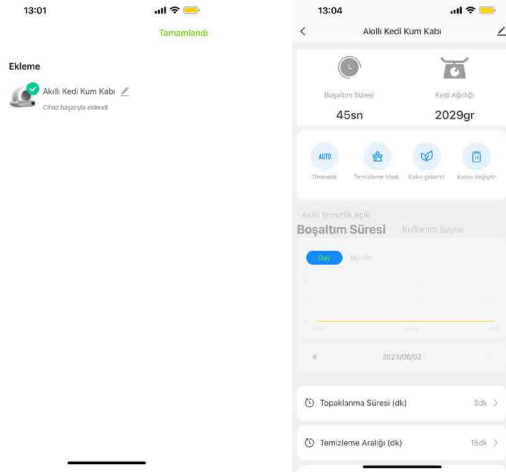 13:01
Tamamlandı
Ekleme
Akıllı Kedi Kum Kabı
Cihaz başarıyla eklendi
13:04
Akıllı Kedi Kum Kabı
Boşaltım Süresi
Kedi Ağırlığı
45sn
2029gr
AUTO
Otomatik
Temizleme Modu
Koku giderici
Kumu değiştir
Akıllı temizlik açık
Boşaltım Süresi
Kullanım Sayısı
Day
Month
2023/06/02
Topaklanma Süresi (dk)
3dk
Temizleme Aralığı (dk)
15dk